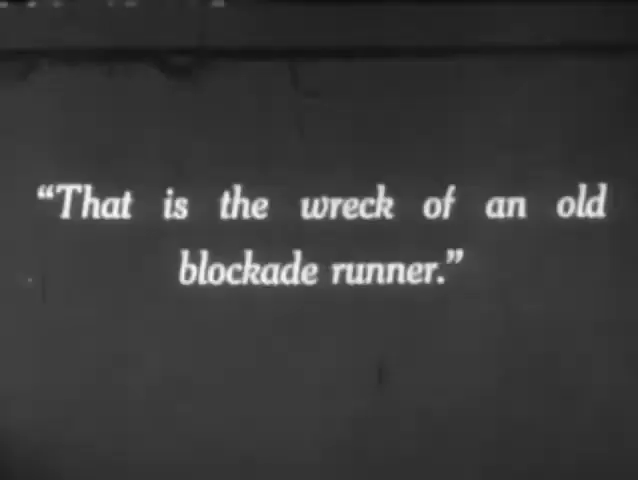 “That is the wreck of an old
blockade runner.”